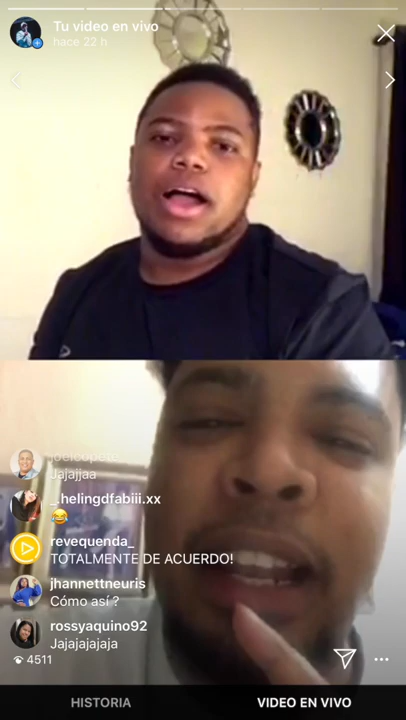 Tu video en vivo
hace 22 h
Jajajjaa
_.helingdfabiii.xx
😂
revequenda_
TOTALMENTE DE ACUERDO!
jhannettneuris
Cómo así ?
rossyaquino92
Jajajajajaja
4511
HISTORIA
VIDEO EN VIVO